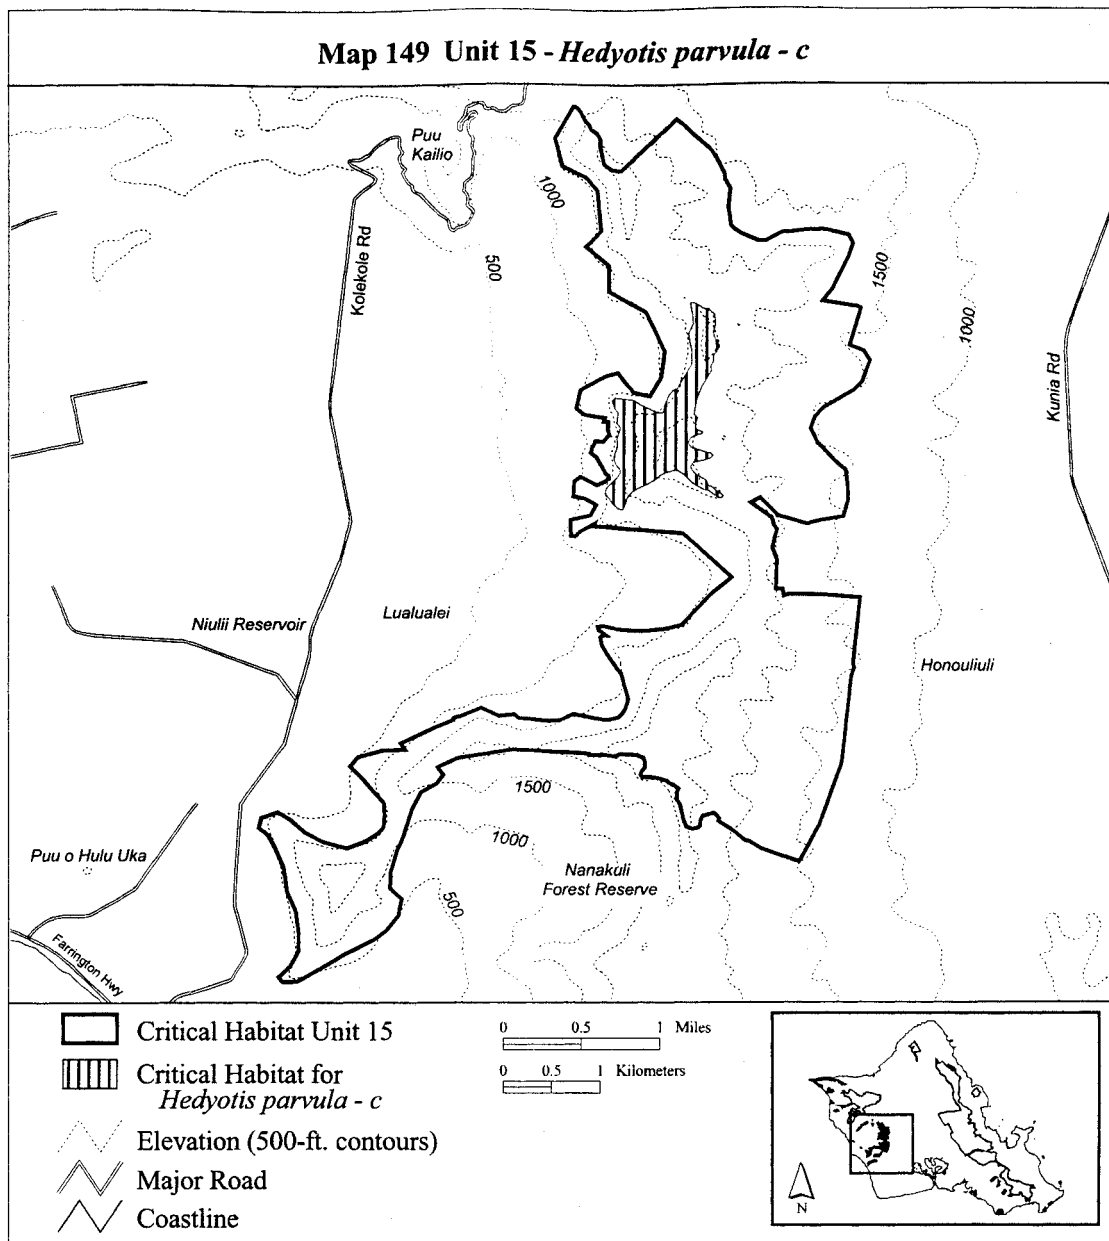 Map 149 Unit 15 - Hedyotis parvula - c
Puu
Kailio
1000
Kolekole Rd
500
1500
1000
Kunia Rd
Niulii Reservoir
Lualualei
Honouliuli
1500
1000
Puu o Hulu Uka
Nanakuli
Forest Reserve
500
Farrington Hwy
Critical Habitat Unit 15
Critical Habitat for
Hedyotis parvula - c
Elevation (500-ft. contours)
Major Road
Coastline
0 0.5 1 Miles
0 0.5 1 Kilometers
N